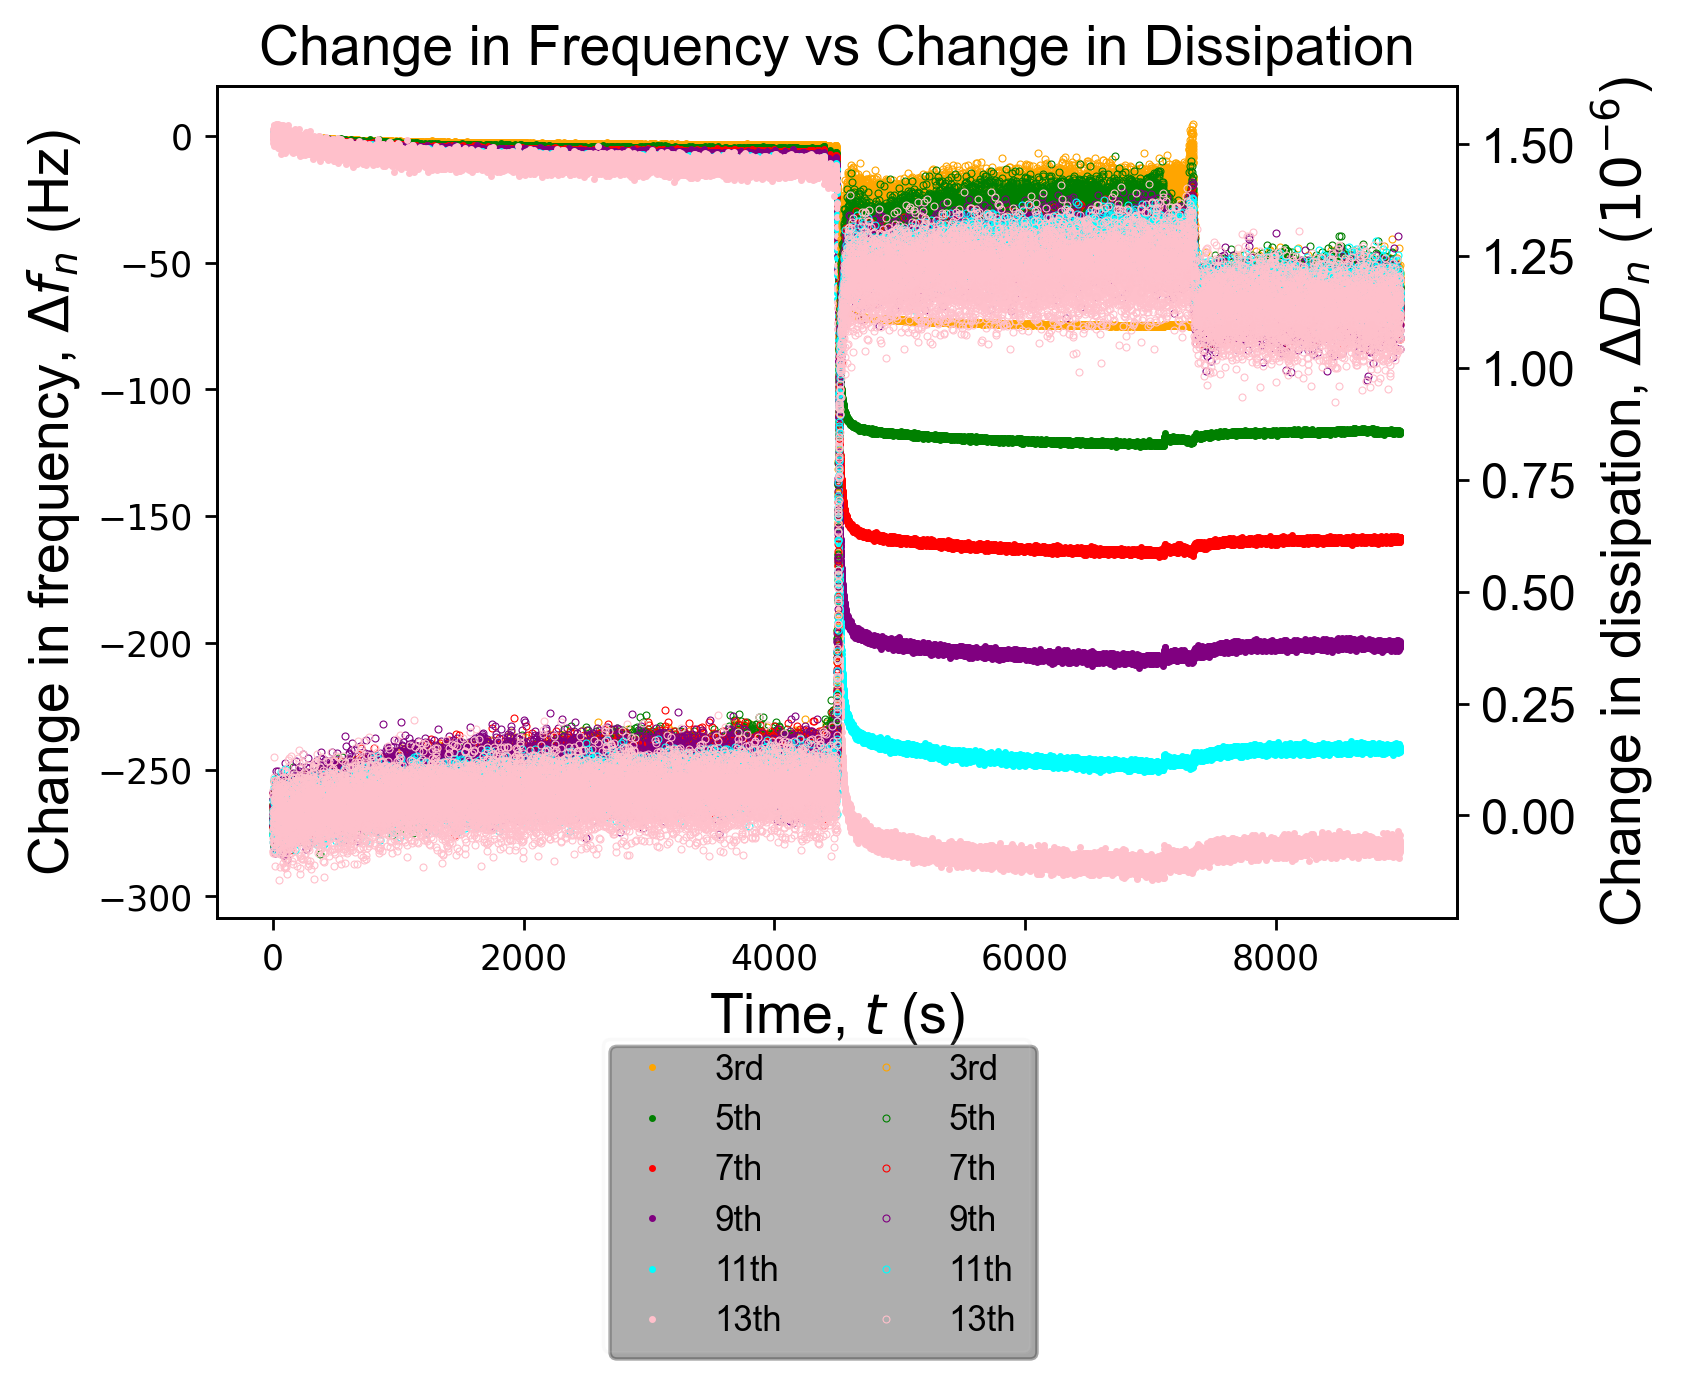 Change in Frequency vs Change in Dissipation
Change in frequency, Δfₙ (Hz)
0
−50
−100
−150
−200
−250
−300
1.50
1.25
1.00
0.75
0.50
0.25
0.00
Change in dissipation, ΔDₙ (10⁻⁶)
0 2000 4000 6000 8000
Time, t (s)
3rd 3rd
5th 5th
7th 7th
9th 9th
11th 11th
13th 13th